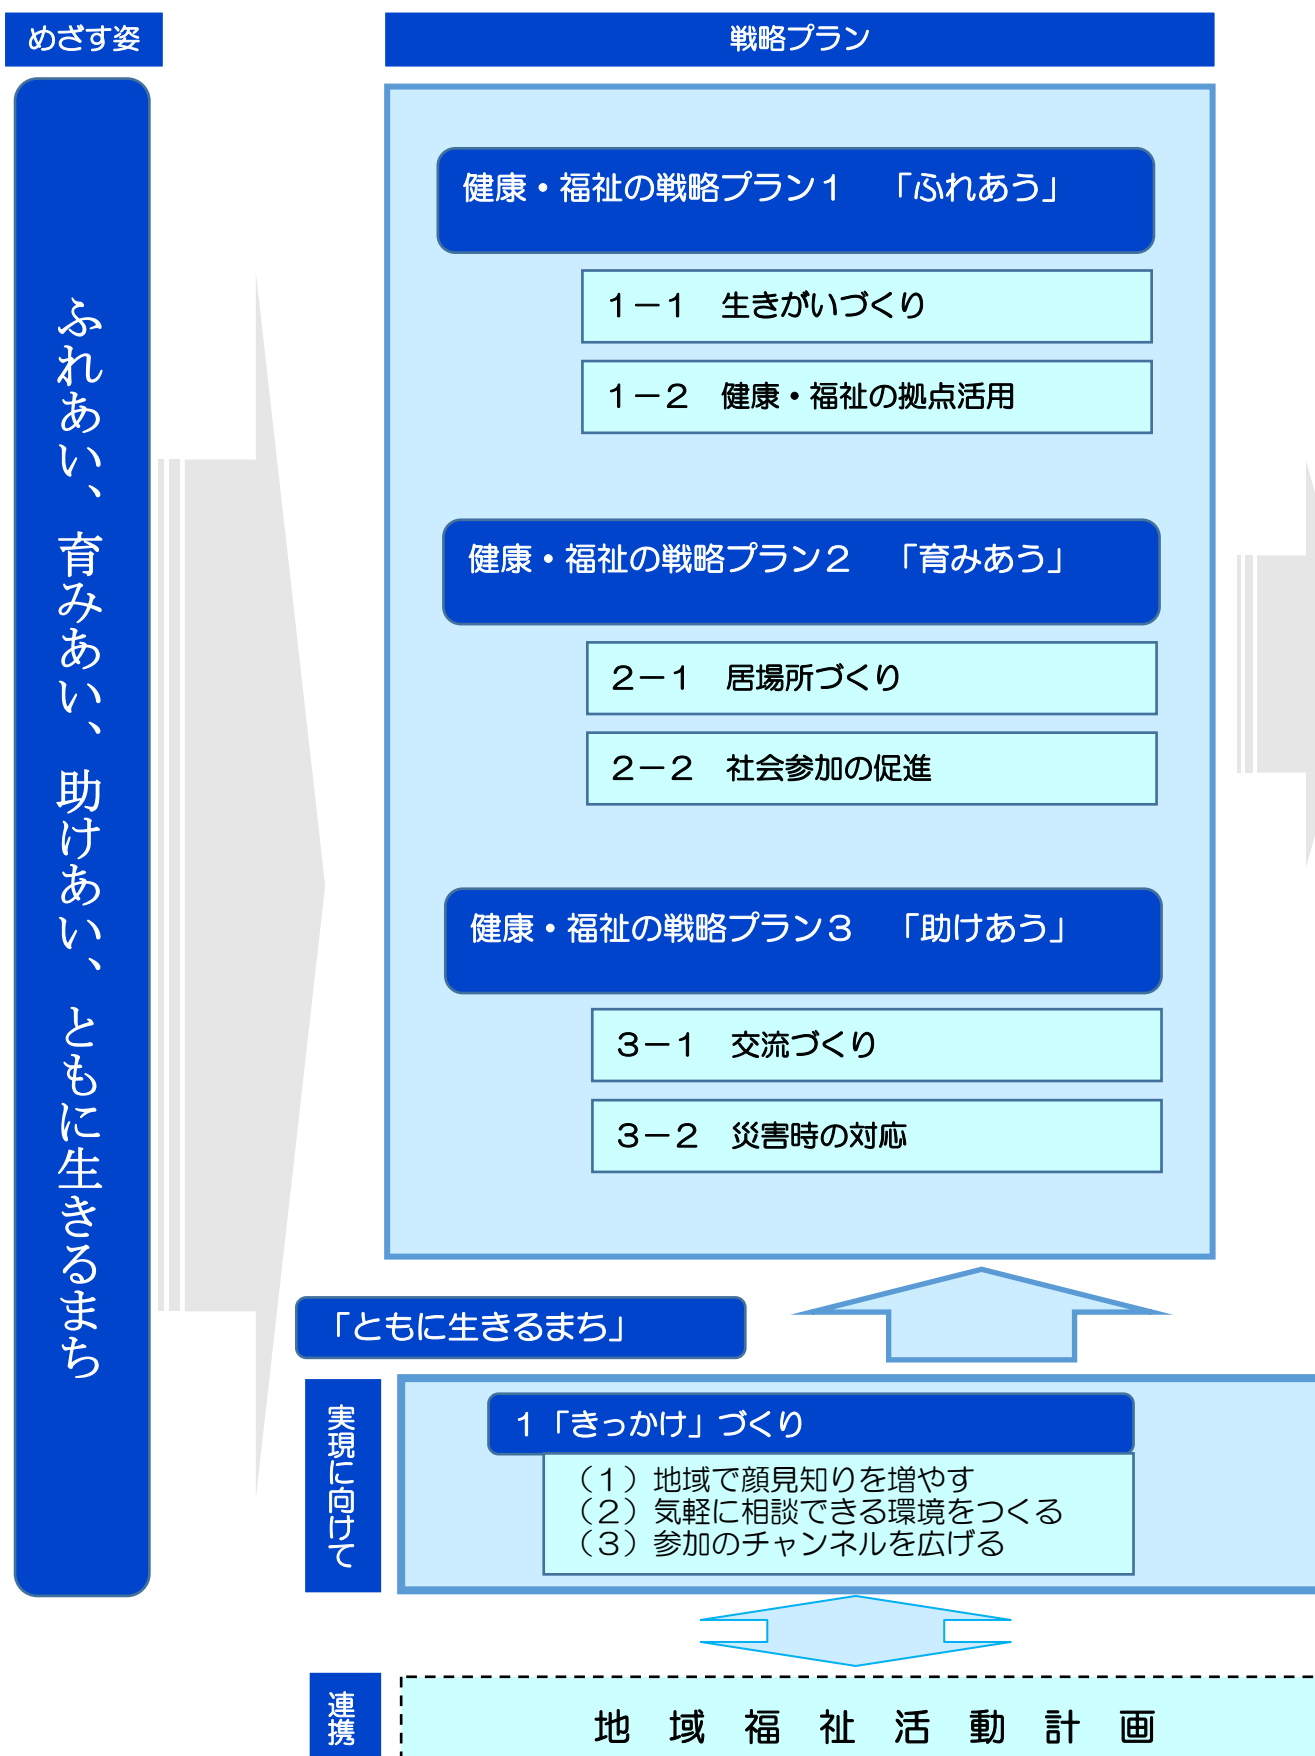 めざす姿
戦略プラン
ふれあい、育みあい、助けあい、ともに生きるまち
健康・福祉の戦略プラン１　「ふれあう」
１－１　生きがいづくり
１－２　健康・福祉の拠点活用
健康・福祉の戦略プラン２　「育みあう」
２－１　居場所づくり
２－２　社会参加の促進
健康・福祉の戦略プラン３　「助けあう」
３－１　交流づくり
３－２　災害時の対応
「ともに生きるまち」
実現に向けて
１「きっかけ」づくり
（１）地域で顔見知りを増やす
（２）気軽に相談できる環境をつくる
（３）参加のチャンネルを広げる
連携
地　域　福　祉　活　動　計　画